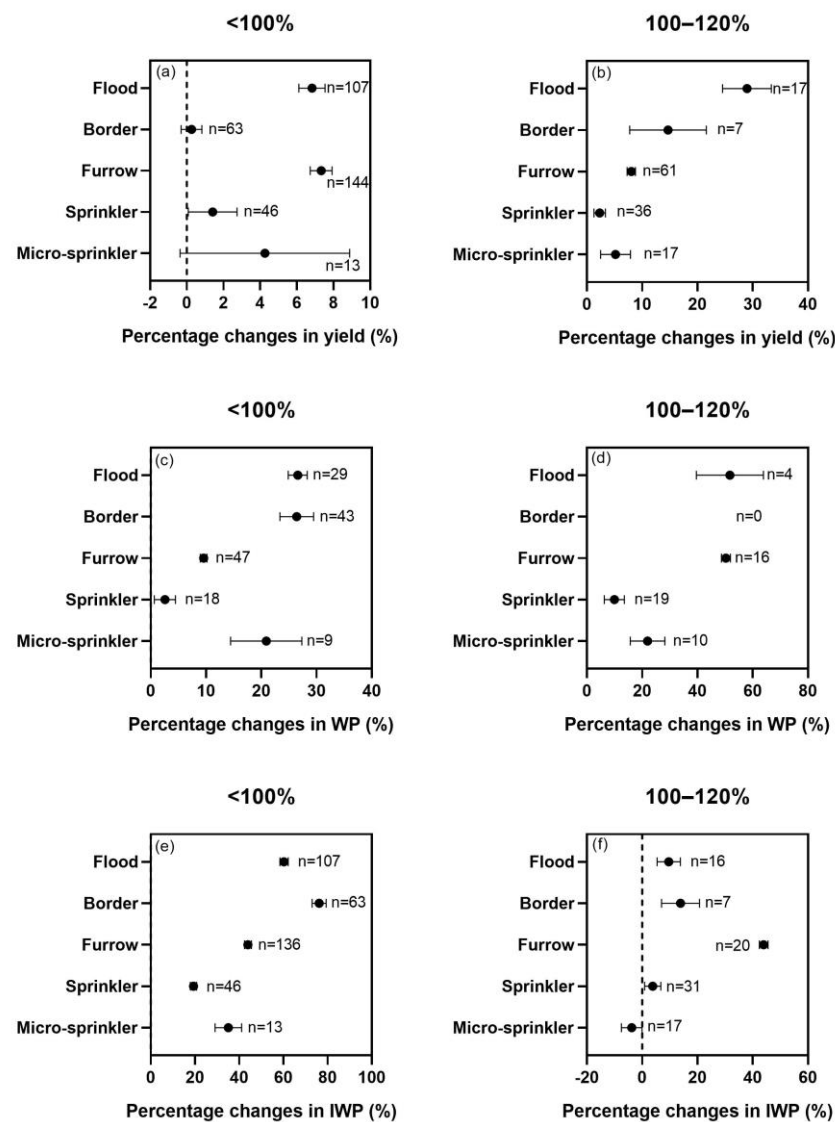 <100%
100–120%
(a)
Flood
n=107
Border
n=63
Furrow
n=144
Sprinkler
n=46
Micro-sprinkler
n=13
-2 0 2 4 6 8 10
Percentage changes in yield (%)
(b)
Flood
n=17
Border
n=7
Furrow
n=61
Sprinkler
n=36
Micro-sprinkler
n=17
0 10 20 30 40
Percentage changes in yield (%)
<100%
100–120%
(c)
Flood
n=29
Border
n=43
Furrow
n=47
Sprinkler
n=18
Micro-sprinkler
n=9
0 10 20 30 40
Percentage changes in WP (%)
(d)
Flood
n=4
Border
n=0
Furrow
n=16
Sprinkler
n=19
Micro-sprinkler
n=10
0 20 40 60 80
Percentage changes in WP (%)
<100%
100–120%
(e)
Flood
n=107
Border
n=63
Furrow
n=136
Sprinkler
n=46
Micro-sprinkler
n=13
0 20 40 60 80 100
Percentage changes in IWP (%)
(f)
Flood
n=16
Border
n=7
Furrow
n=20
Sprinkler
n=31
Micro-sprinkler
n=17
-20 0 20 40 60
Percentage changes in IWP (%)